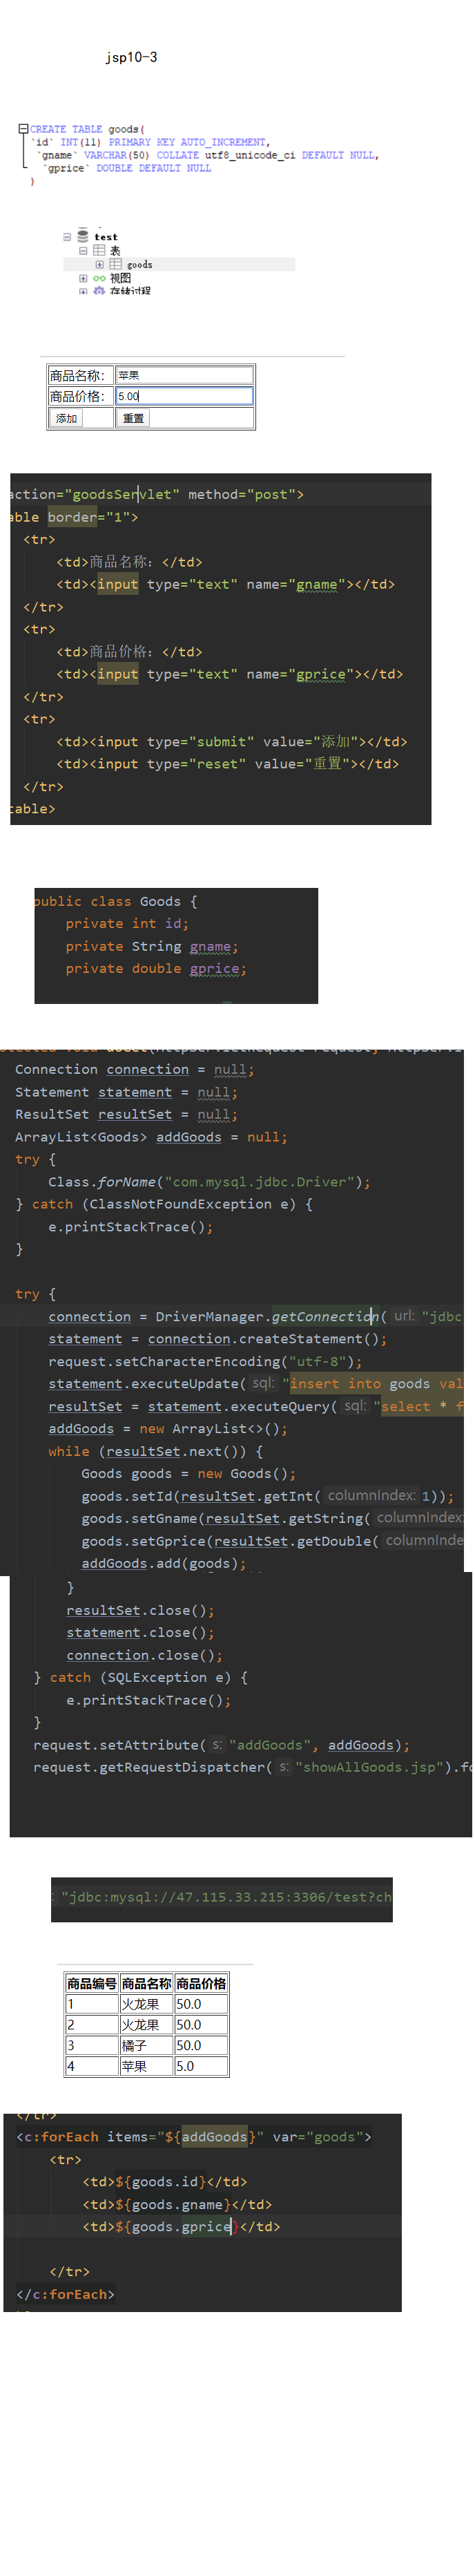 jsp10-3
CREATE TABLE goods(
`id` INT(11) PRIMARY KEY AUTO_INCREMENT,
`gname` VARCHAR(50) COLLATE utf8_unicode_ci DEFAULT NULL,
`gprice` DOUBLE DEFAULT NULL
)
test
表
goods
视图
存储过程
商品名称： 苹果
商品价格： 5.00
添加 重置
action="goodsServlet" method="post">
able border="1">
<tr>
<td>商品名称：</td>
<td><input type="text" name="gname"></td>
</tr>
<tr>
<td>商品价格：</td>
<td><input type="text" name="gprice"></td>
</tr>
<tr>
<td><input type="submit" value="添加"></td>
<td><input type="reset" value="重置"></td>
</tr>
table>
public class Goods {
private int id;
private String gname;
private double gprice;
Connection connection = null;
Statement statement = null;
ResultSet resultSet = null;
ArrayList<Goods> addGoods = null;
try {
Class.forName("com.mysql.jdbc.Driver");
} catch (ClassNotFoundException e) {
e.printStackTrace();
}
try {
connection = DriverManager.getConnection( url: "jdbc
statement = connection.createStatement();
request.setCharacterEncoding("utf-8");
statement.executeUpdate( sql: "insert into goods val
resultSet = statement.executeQuery( sql: "select * f
addGoods = new ArrayList<>();
while (resultSet.next()) {
Goods goods = new Goods();
goods.setId(resultSet.getInt( columnIndex: 1));
goods.setGname(resultSet.getString( columnIndex:
goods.setGprice(resultSet.getDouble( columnInde
addGoods.add(goods);
}
resultSet.close();
statement.close();
connection.close();
} catch (SQLException e) {
e.printStackTrace();
}
request.setAttribute( s: "addGoods", addGoods);
request.getRequestDispatcher( s: "showAllGoods.jsp").fo
: "jdbc:mysql://47.115.33.215:3306/test?ch
商品编号 商品名称 商品价格
1 火龙果 50.0
2 火龙果 50.0
3 橘子 50.0
4 苹果 5.0
</tr>
<c:forEach items="${addGoods}" var="goods">
<tr>
<td>${goods.id}</td>
<td>${goods.gname}</td>
<td>${goods.gprice}</td>
</tr>
</c:forEach>